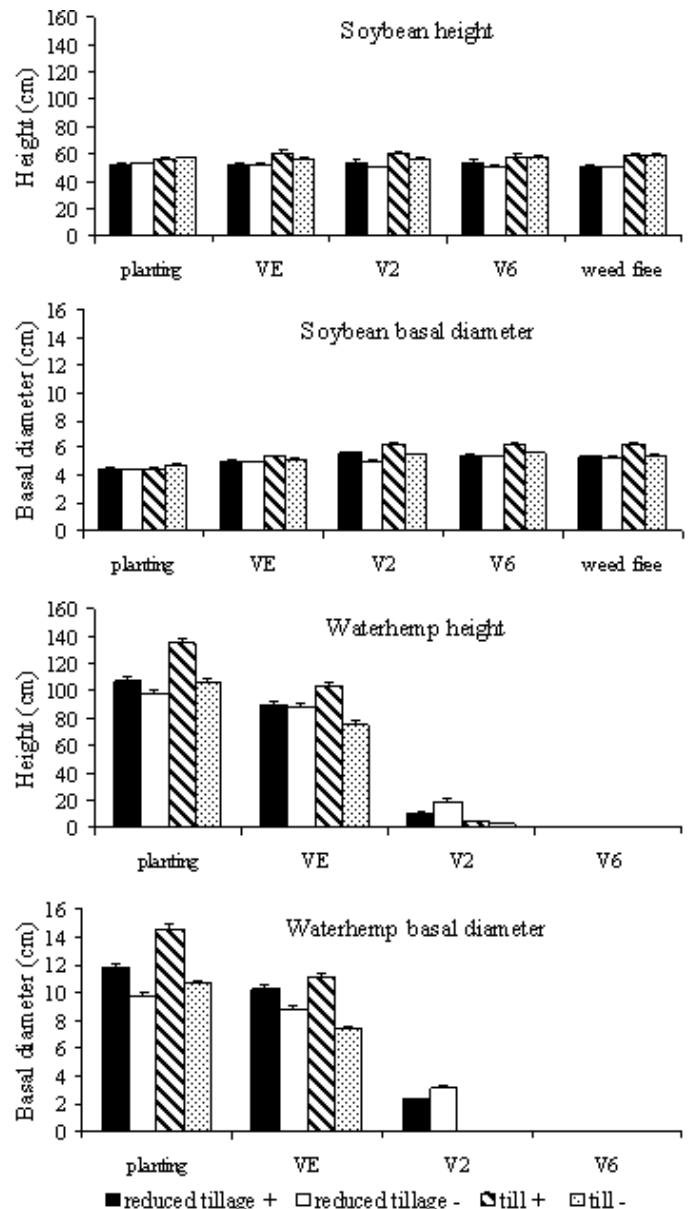 Soybean height
Height (cm)
160
140
120
100
80
60
40
20
0
planting VE V2 V6 weed free
Soybean basal diameter
Basal diameter (cm)
16
14
12
10
8
6
4
2
0
planting VE V2 V6 weed free
Waterhemp height
Height (cm)
160
140
120
100
80
60
40
20
0
planting VE V2 V6
Waterhemp basal diameter
Basal diameter (cm)
16
14
12
10
8
6
4
2
0
planting VE V2 V6
reduced tillage + reduced tillage - till + till -